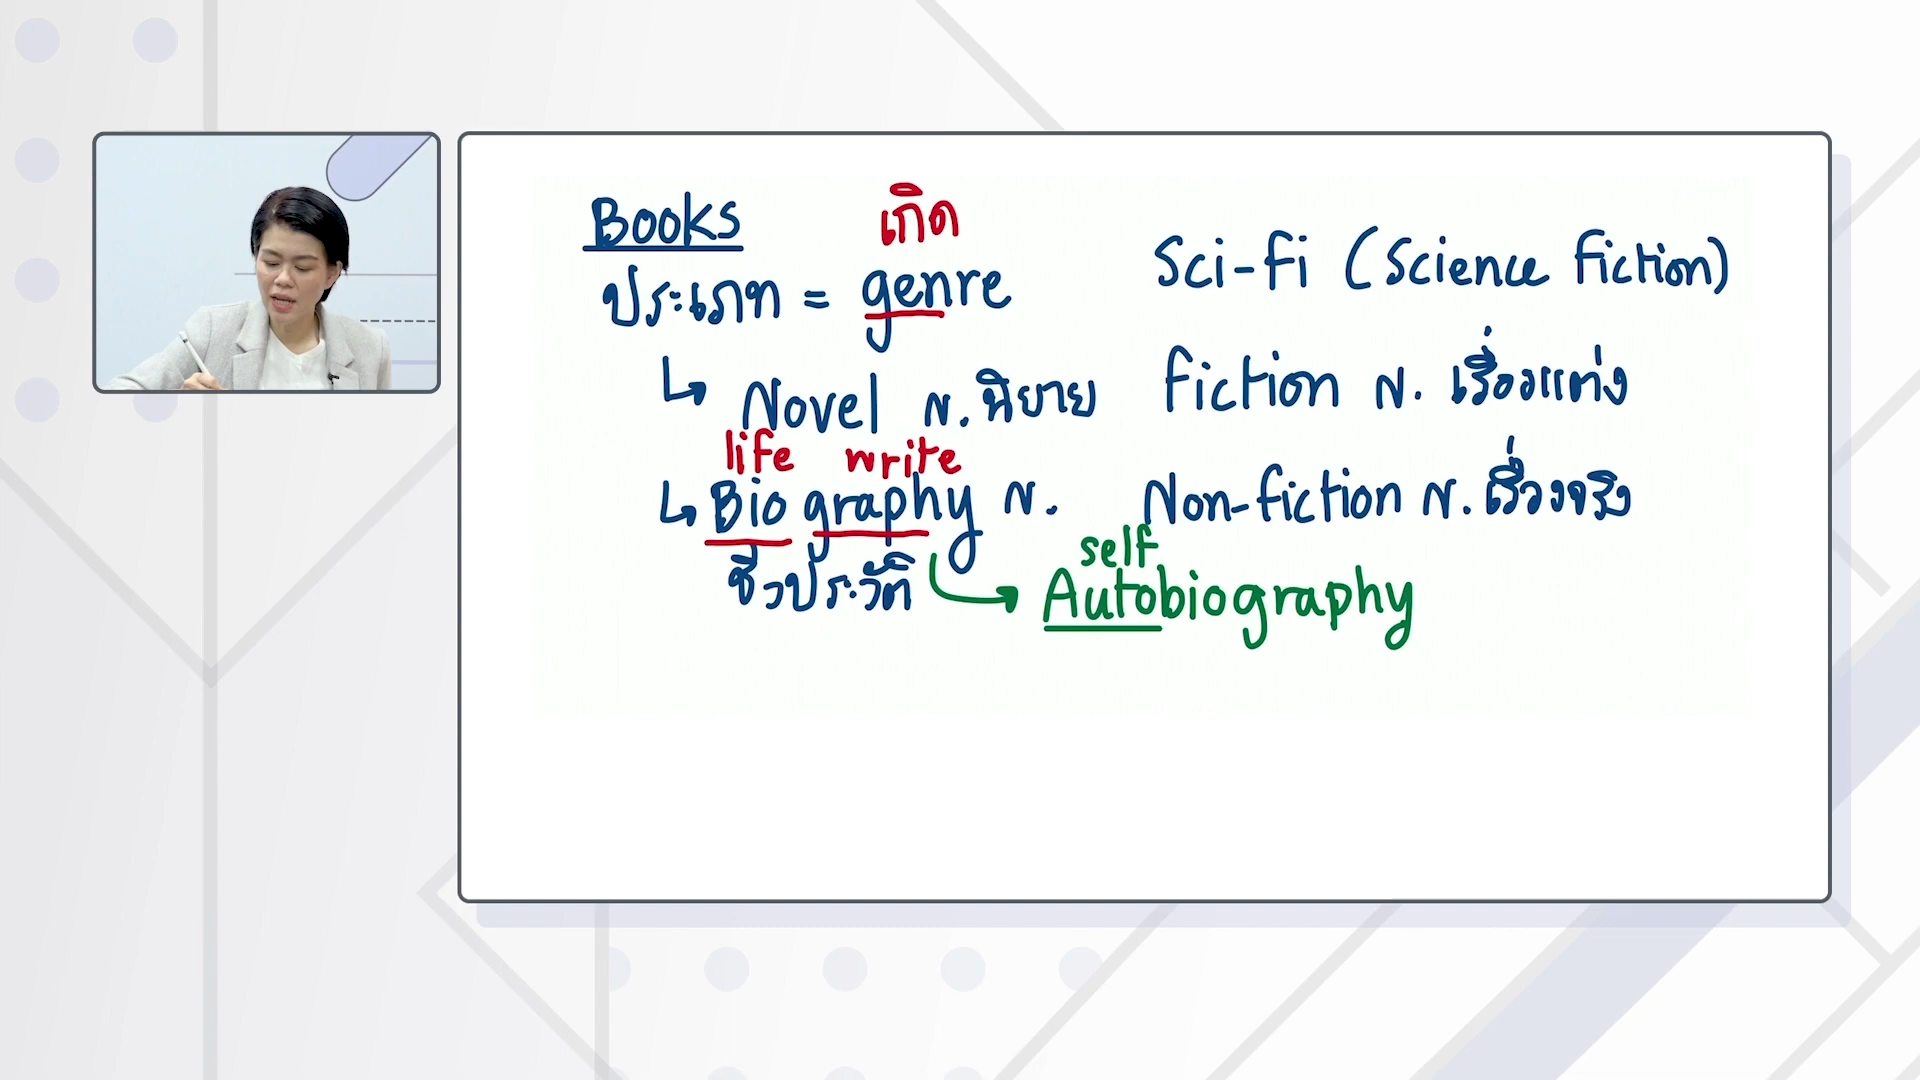 Books
เกิด
ประเภท = genre
↳ Novel N. นิยาย
life write
↳ Biography N.
ชีวประวัติ
Sci-fi (Science fiction)
fiction N. เรื่องแต่ง
Non-fiction N. เรื่องจริง
self
Autobiography